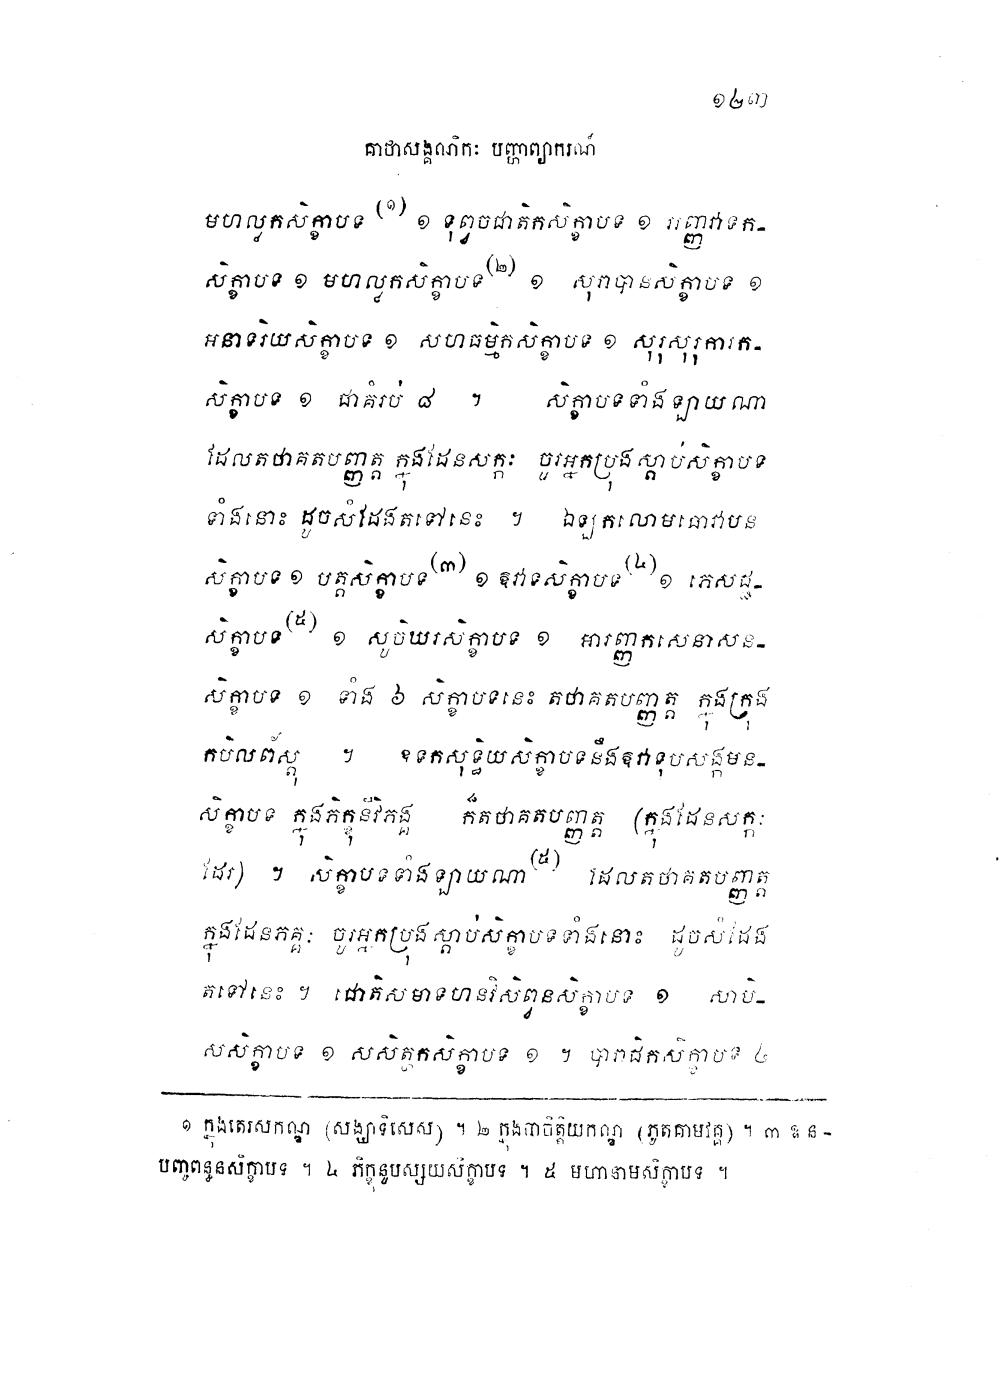 ១២៣
គាថាសង្គណិកៈ បញ្ហាព្យាករណ៍
មហល្លកសិក្ខាបទ (១) ១ ទុព្វចជាតិកសិក្ខាបទ ១ អញ្ញវាទក-
សិក្ខាបទ ១ មហល្លកសិក្ខាបទ (២) ១ សុរាបានសិក្ខាបទ ១
អនាទរិយសិក្ខាបទ ១ សហធម្មិកសិក្ខាបទ ១ សុរុសុរុការក-
សិក្ខាបទ ១ ជាគំរប់ ៨ ។ សិក្ខាបទទាំងឡាយណា
ដែលតថាគតបញ្ញត្ត ក្នុងដែនសក្កៈ ចូរអ្នកប្រុងស្តាប់សិក្ខាបទ
ទាំងនោះ ដូចសំដែងតទៅនេះ ។ ឯឡកលោមធោវាបន
សិក្ខាបទ ១ បត្តសិក្ខាបទ (៣) ១ ឱវាទសិក្ខាបទ (៤) ១ ភេសជ្ជ-
សិក្ខាបទ (៥) ១ សូចិឃរសិក្ខាបទ ១ អារញ្ញកសេនាសន-
សិក្ខាបទ ១ ទាំង ៦ សិក្ខាបទនេះ តថាគតបញ្ញត្ត ក្នុងក្រុង
កបិលព័ស្តុ ។ ឧទកសុទ្ធិយសិក្ខាបទនឹងឱវាទុបសង្កមន-
សិក្ខាបទ ក្នុងភិក្ខុនីវិភង្គ ក៏តថាគតបញ្ញត្ត (ក្នុងដែនសក្កៈ
ដែរ) ។ សិក្ខាបទទាំងឡាយណា (៥) ដែលតថាគតបញ្ញត្ត
ក្នុងដែនភគ្គៈ ចូរអ្នកប្រុងស្តាប់សិក្ខាបទទាំងនោះ ដូចសំដែង
តទៅនេះ ។ ជោតិសមាទហនវិសិព្វនសិក្ខាបទ ១ សាមិ-
សសិក្ខាបទ ១ សសិត្ថកសិក្ខាបទ ១ ។ បារាជិកសិក្ខាបទ ៤
១ ក្នុងតេរសកណ្ឌ (សង្ឃាទិសេស) ។ ២ ក្នុងបាចិត្តិយកណ្ឌ (ភូតគាមវគ្គ) ។ ៣ ឩន-
បញ្ចពន្ធនសិក្ខាបទ ។ ៤ ភិក្ខុនូបស្សយសិក្ខាបទ ។ ៥ មហានាមសិក្ខាបទ ។